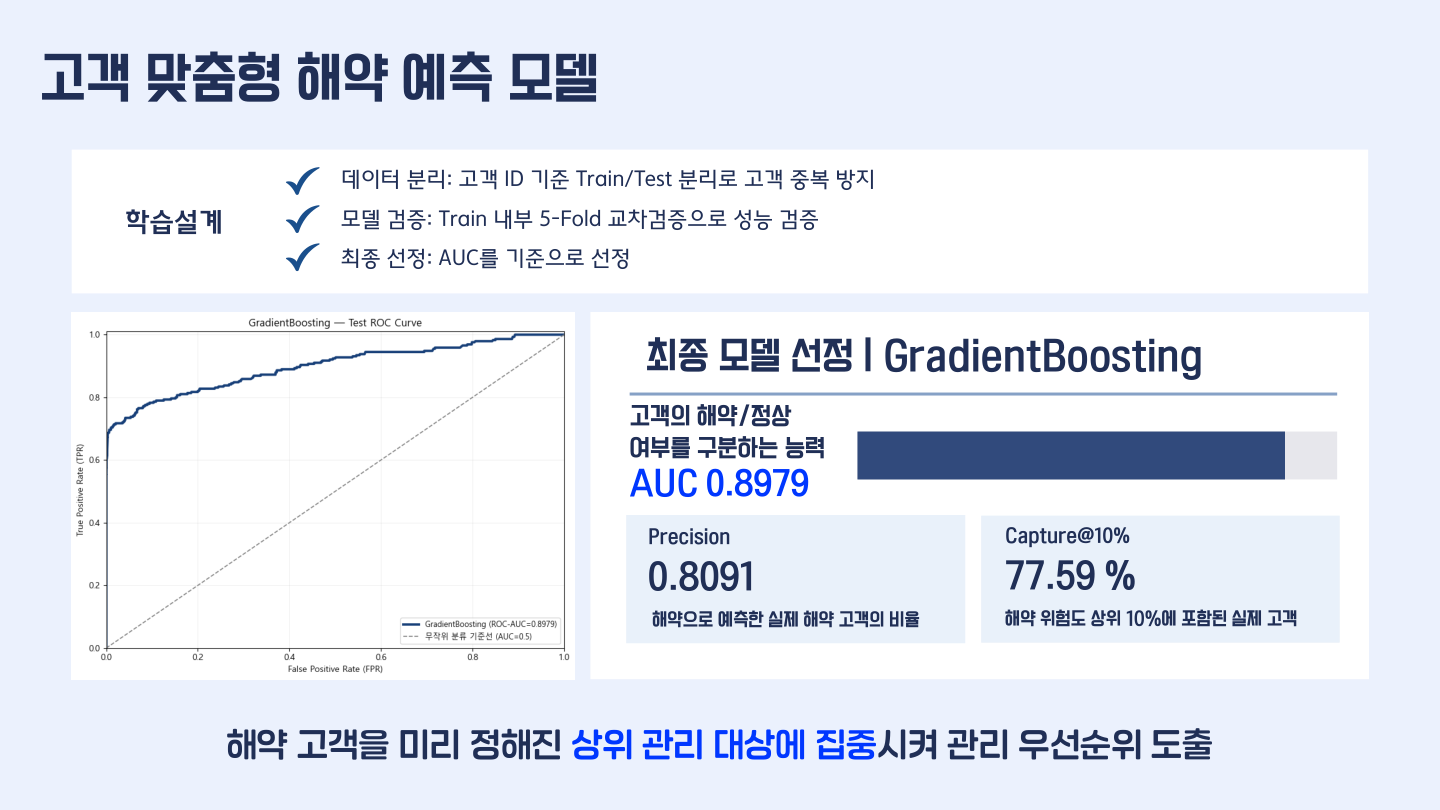 고객 맞춤형 해약 예측 모델
학습설계
데이터 분리: 고객 ID 기준 Train/Test 분리로 고객 중복 방지
모델 검증: Train 내부 5-Fold 교차검증으로 성능 검증
최종 선정: AUC를 기준으로 선정
GradientBoosting — Test ROC Curve
True Positive Rate (TPR)
1.0
0.8
0.6
0.4
0.2
0.0
GradientBoosting (ROC-AUC=0.8979)
무작위 분류 기준선 (AUC=0.5)
0.0 0.2 0.4 0.6 0.8 1.0
False Positive Rate (FPR)
최종 모델 선정 | GradientBoosting
고객의 해약/정상
여부를 구분하는 능력
AUC 0.8979
Precision
0.8091
해약으로 예측한 실제 해약 고객의 비율
Capture@10%
77.59 %
해약 위험도 상위 10%에 포함된 실제 고객
해약 고객을 미리 정해진 상위 관리 대상에 집중시켜 관리 우선순위 도출